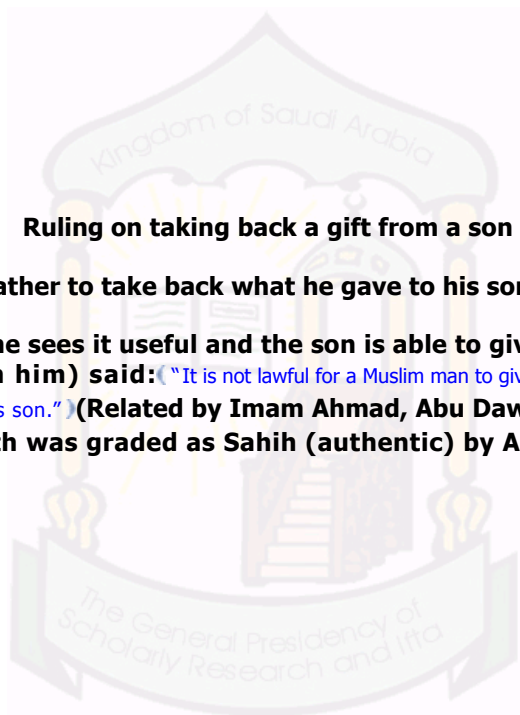 Kingdom of Saudi Arabia
Ruling on taking back a gift from a son
ather to take back what he gave to his son
he sees it useful and the son is able to giv
him) said: ( "It is not lawful for a Muslim man to giv
s son." )(Related by Imam Ahmad, Abu Daw
th was graded as Sahih (authentic) by A
The General Presidency of
Scholarly Research and Ifta